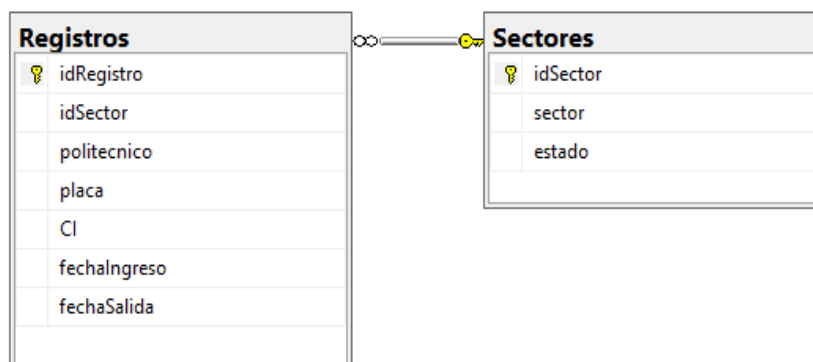 Registros
idRegistro
idSector
politecnico
placa
CI
fechaIngreso
fechaSalida
Sectores
idSector
sector
estado